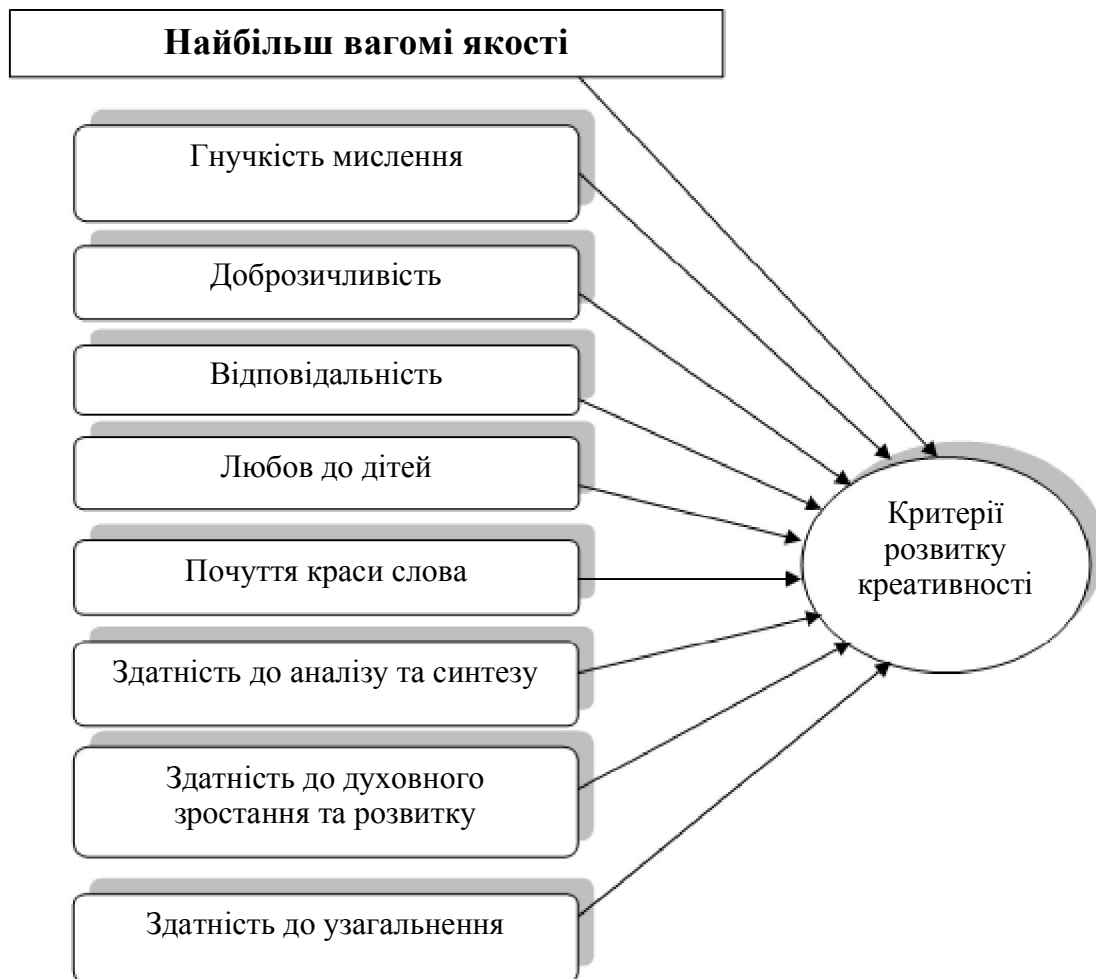 Найбільш вагомі якості
Гнучкість мислення
Доброзичливість
Відповідальність
Любов до дітей
Почуття краси слова
Здатність до аналізу та синтезу
Здатність до духовного
зростання та розвитку
Здатність до узагальнення
Критерії
розвитку
креативності